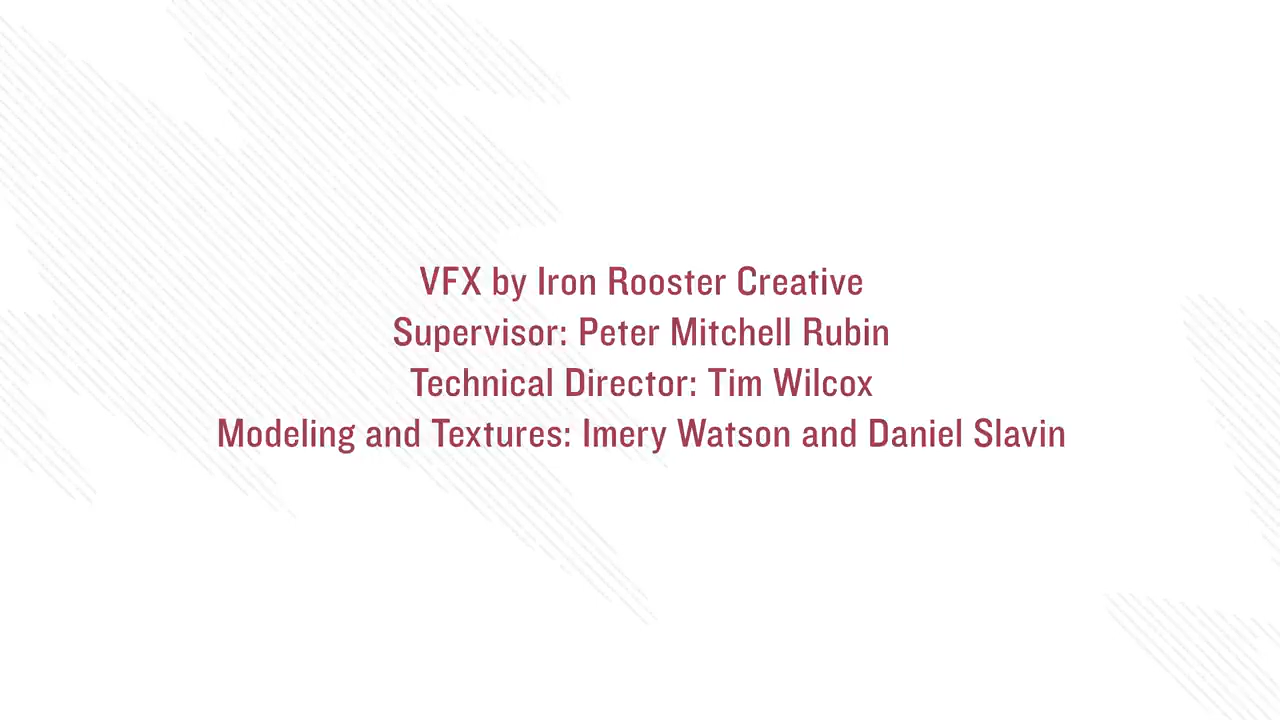 VFX by Iron Rooster Creative
Supervisor: Peter Mitchell Rubin
Technical Director: Tim Wilcox
Modeling and Textures: Imery Watson and Daniel Slavin